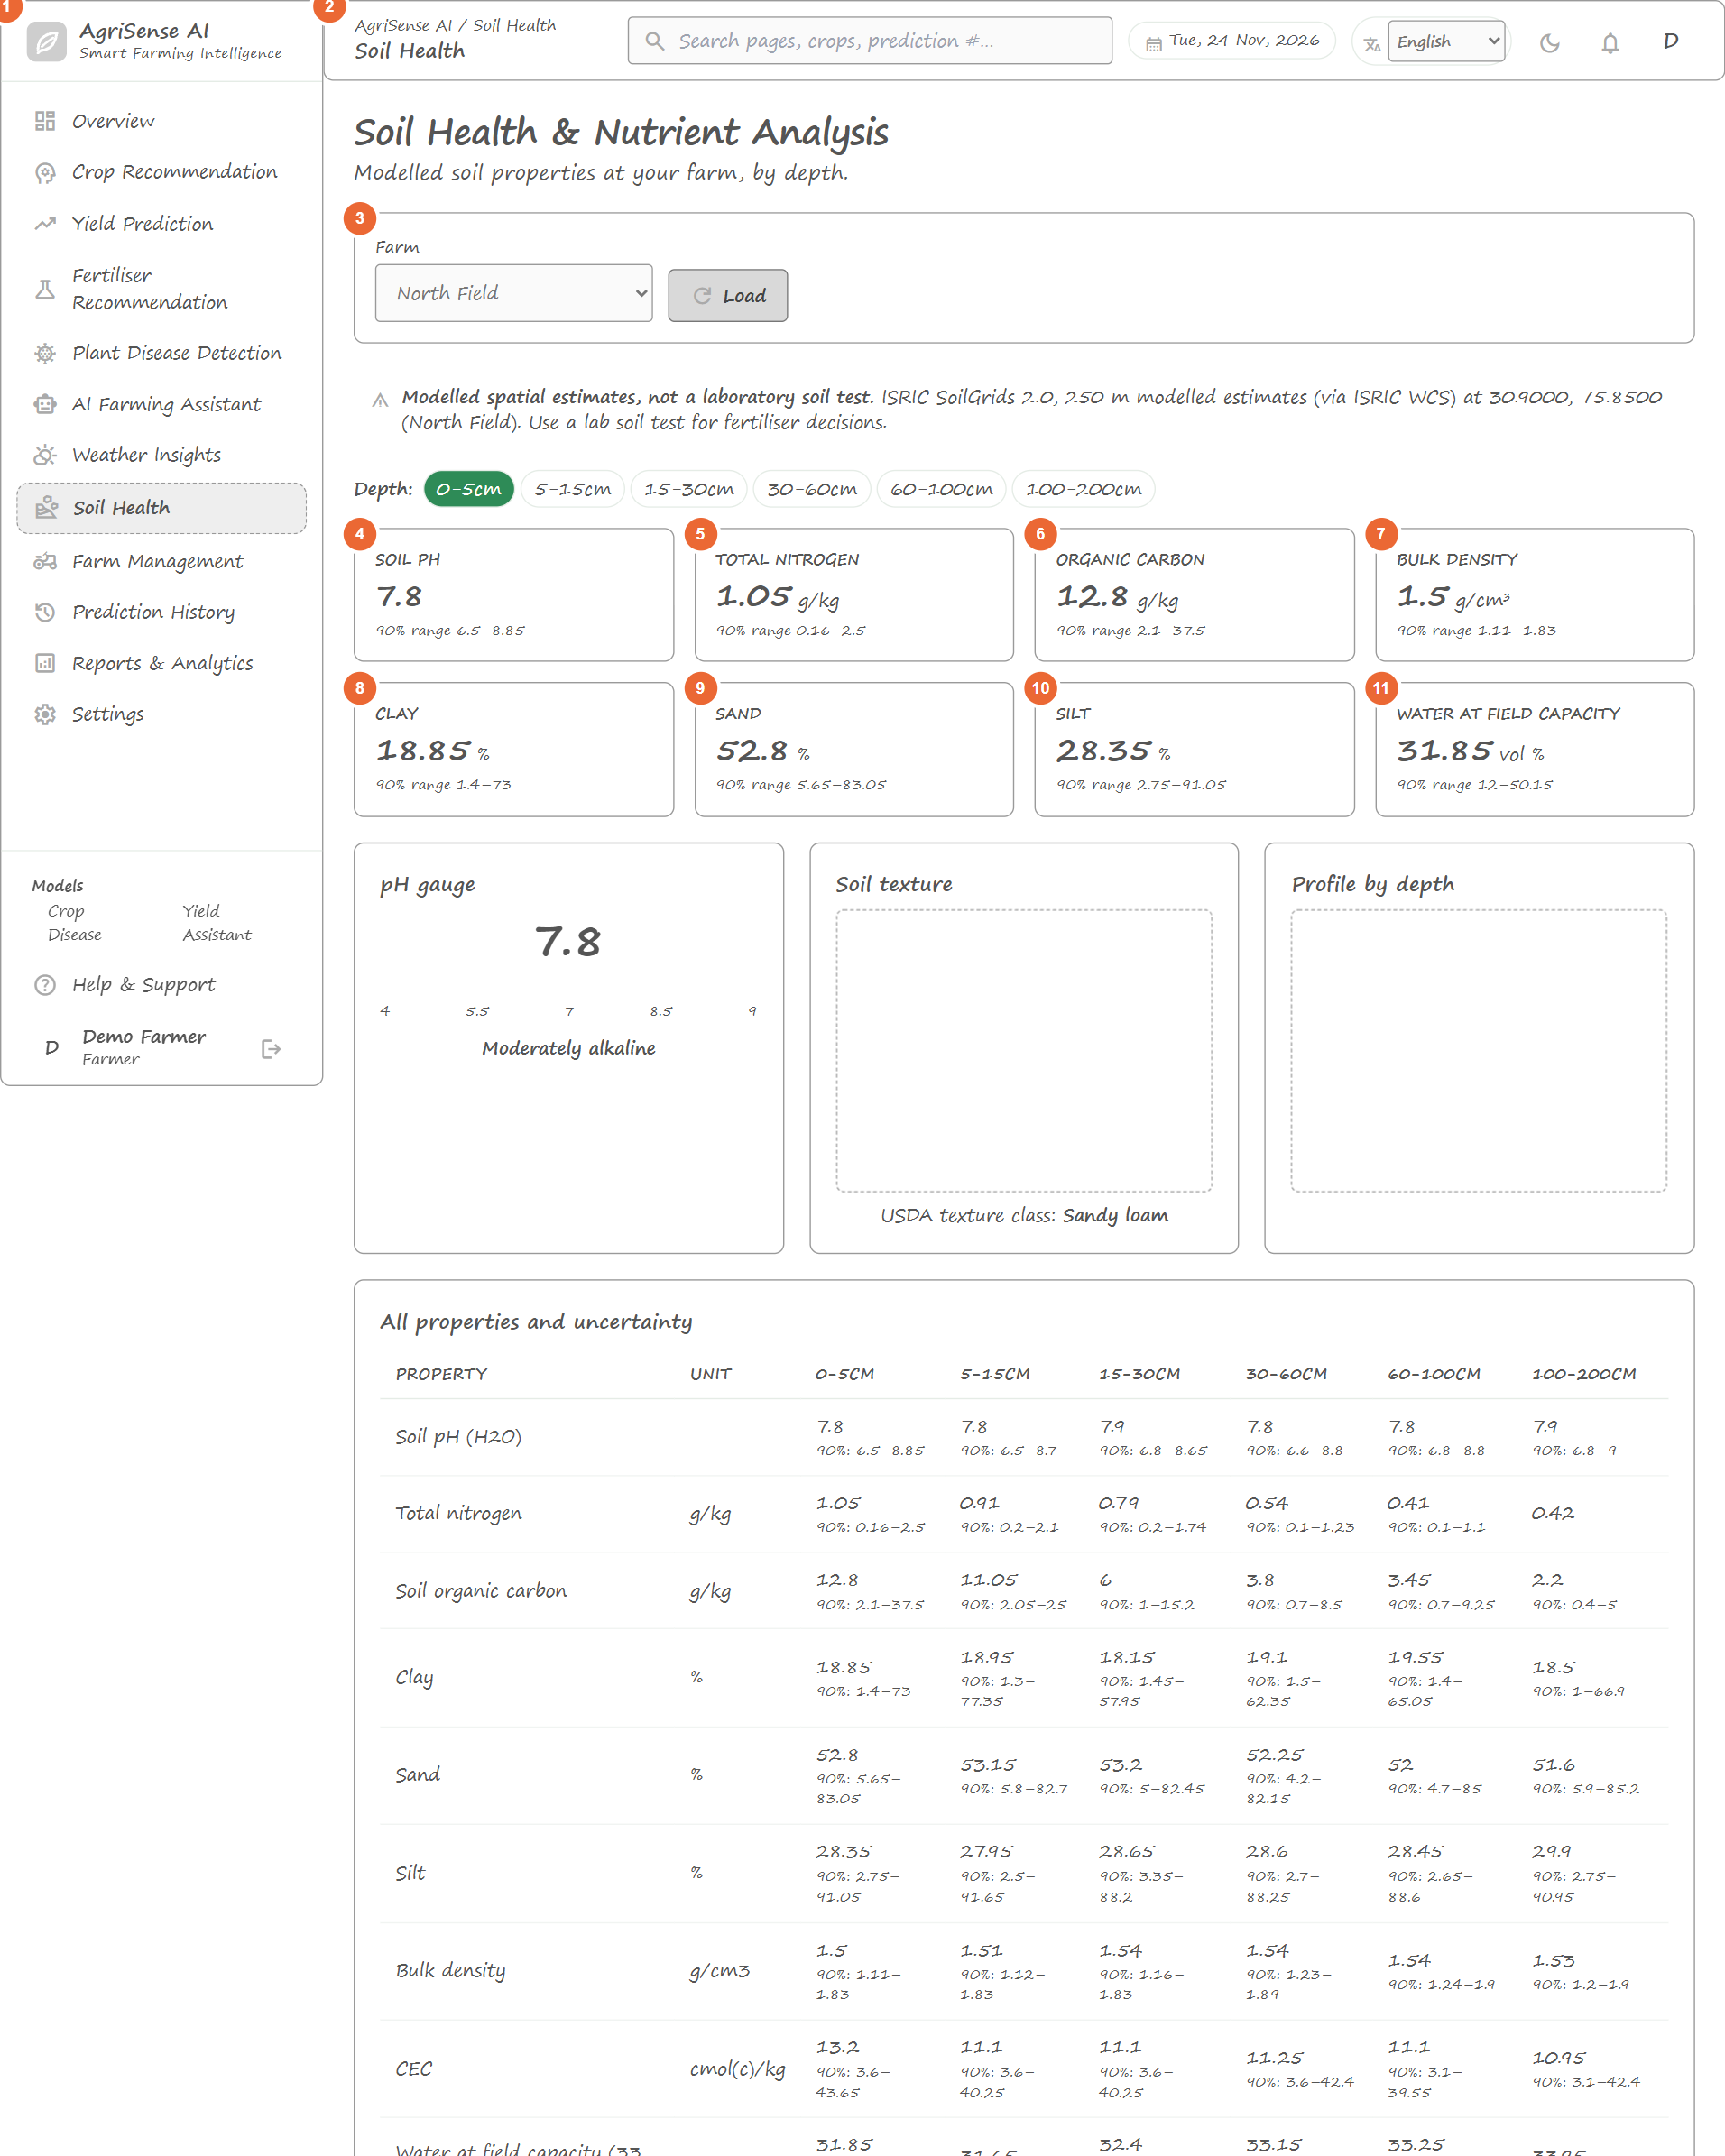 1
AgriSense AI
Smart Farming Intelligence
Overview
Crop Recommendation
Yield Prediction
Fertiliser
Recommendation
Plant Disease Detection
AI Farming Assistant
Weather Insights
Soil Health
Farm Management
Prediction History
Reports & Analytics
Settings
Models
Crop Yield
Disease Assistant
Help & Support
D Demo Farmer
Farmer
2
AgriSense AI / Soil Health
Soil Health
Search pages, crops, prediction #...
Tue, 24 Nov, 2026
English
D
Soil Health & Nutrient Analysis
Modelled soil properties at your farm, by depth.
3
Farm
North Field
Load
Modelled spatial estimates, not a laboratory soil test. ISRIC SoilGrids 2.0, 250 m modelled estimates (via ISRIC WCS) at 30.9000, 75.8500
(North Field). Use a lab soil test for fertiliser decisions.
Depth: 0-5cm 5-15cm 15-30cm 30-60cm 60-100cm 100-200cm
4
SOIL PH
7.8
90% range 6.5–8.85
5
TOTAL NITROGEN
1.05 g/kg
90% range 0.16–2.5
6
ORGANIC CARBON
12.8 g/kg
90% range 2.1–37.5
7
BULK DENSITY
1.5 g/cm³
90% range 1.11–1.83
8
CLAY
18.85 %
90% range 1.4–73
9
SAND
52.8 %
90% range 5.65–83.05
10
SILT
28.35 %
90% range 2.75–91.05
11
WATER AT FIELD CAPACITY
31.85 vol %
90% range 12–50.15
pH gauge
7.8
4 5.5 7 8.5 9
Moderately alkaline
Soil texture
USDA texture class: Sandy loam
Profile by depth
All properties and uncertainty
PROPERTY UNIT 0-5CM 5-15CM 15-30CM 30-60CM 60-100CM 100-200CM
Soil pH (H2O) 7.8 7.8 7.9 7.8 7.8 7.9
90%: 6.5–8.85 90%: 6.5–8.7 90%: 6.8–8.65 90%: 6.6–8.8 90%: 6.8–8.8 90%: 6.8–9
Total nitrogen g/kg 1.05 0.91 0.79 0.54 0.41 0.42
90%: 0.16–2.5 90%: 0.2–2.1 90%: 0.2–1.74 90%: 0.1–1.23 90%: 0.1–1.1
Soil organic carbon g/kg 12.8 11.05 6 3.8 3.45 2.2
90%: 2.1–37.5 90%: 2.05–25 90%: 1–15.2 90%: 0.7–8.5 90%: 0.7–9.25 90%: 0.4–5
Clay % 18.85 18.95 18.15 19.1 19.55 18.5
90%: 1.4–73 90%: 1.3– 90%: 1.45– 90%: 1.5– 90%: 1.4– 90%: 1–66.9
77.35 57.95 62.35 65.05
Sand % 52.8 53.15 53.2 52.25 52 51.6
90%: 5.65– 90%: 5.8–82.7 90%: 5–82.45 90%: 4.2– 90%: 4.7–85 90%: 5.9–85.2
83.05 82.15
Silt % 28.35 27.95 28.65 28.6 28.45 29.9
90%: 2.75– 90%: 2.5– 90%: 3.35– 90%: 2.7– 90%: 2.65– 90%: 2.75–
91.05 91.65 88.2 88.25 88.6 90.95
Bulk density g/cm3 1.5 1.51 1.54 1.54 1.54 1.53
90%: 1.11– 90%: 1.12– 90%: 1.16– 90%: 1.23– 90%: 1.24–1.9 90%: 1.2–1.9
1.83 1.83 1.83 1.89
CEC cmol(c)/kg 13.2 11.1 11.1 11.25 11.1 10.95
90%: 3.6– 90%: 3.6– 90%: 3.6– 90%: 3.6–42.4 90%: 3.1– 90%: 3.1–42.4
43.65 40.25 40.25 39.55
Water at field capacity (33 31.85 32.4 33.15 33.25